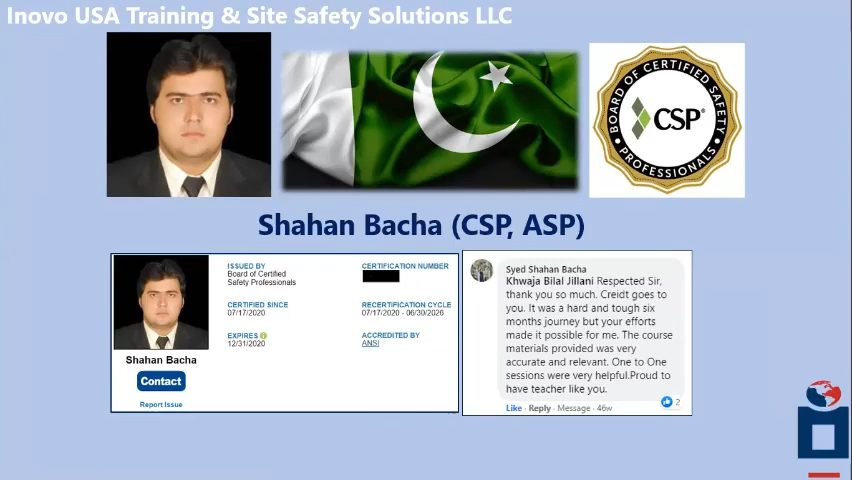 Inovo USA Training & Site Safety Solutions LLC
BOARD OF CERTIFIED SAFETY
• PROFESSIONALS •
CSP®
Shahan Bacha (CSP, ASP)
ISSUED BY
Board of Certified
Safety Professionals
CERTIFICATION NUMBER
CERTIFIED SINCE
07/17/2020
RECERTIFICATION CYCLE
07/17/2020 - 06/30/2026
EXPIRES
12/31/2020
ACCREDITED BY
ANSI
Shahan Bacha
Contact
Report Issue
Syed Shahan Bacha
Khwaja Bilal Jillani Respected Sir,
thank you so much. Creidt goes to
you. It was a hard and tough six
months journey but your efforts
made it possible for me. The course
materials provided was very
accurate and relevant. One to One
sessions were very helpful.Proud to
have teacher like you.
Like · Reply · Message · 46w
2